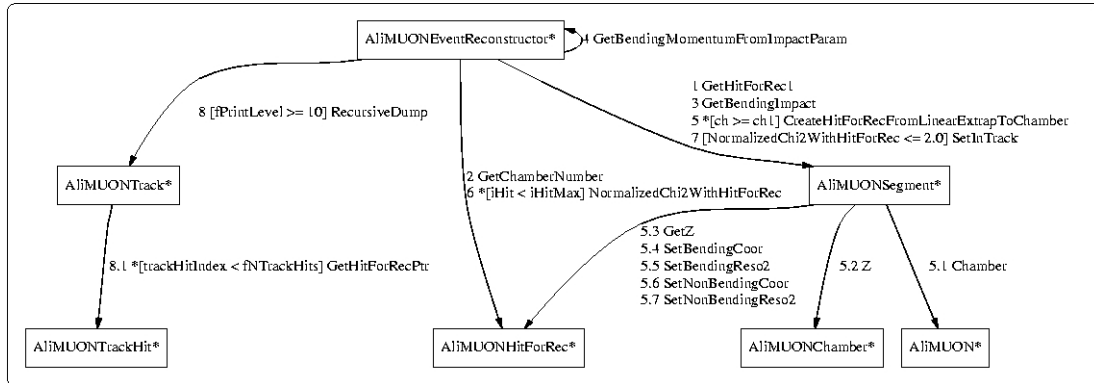 AliMUONEventReconstructor*
4 GetBendingMomentumFromImpactParam
1 GetHitForRec1
3 GetBendingImpact
5 *[ch >= ch1] CreateHitForRecFromLinearExtrapToChamber
7 [NormalizedChi2WithHitForRec <= 2.0] SetInTrack
8 [fPrintLevel >= 10] RecursiveDump
2 GetChamberNumber
6 *[iHit < iHitMax] NormalizedChi2WithHitForRec
AliMUONTrack*
AliMUONSegment*
8.1 *[trackHitIndex < fNTrackHits] GetHitForRecPtr
5.3 GetZ
5.4 SetBendingCoor
5.5 SetBendingReso2
5.6 SetNonBendingCoor
5.7 SetNonBendingReso2
5.2 Z
5.1 Chamber
AliMUONTrackHit*
AliMUONHitForRec*
AliMUONChamber*
AliMUON*